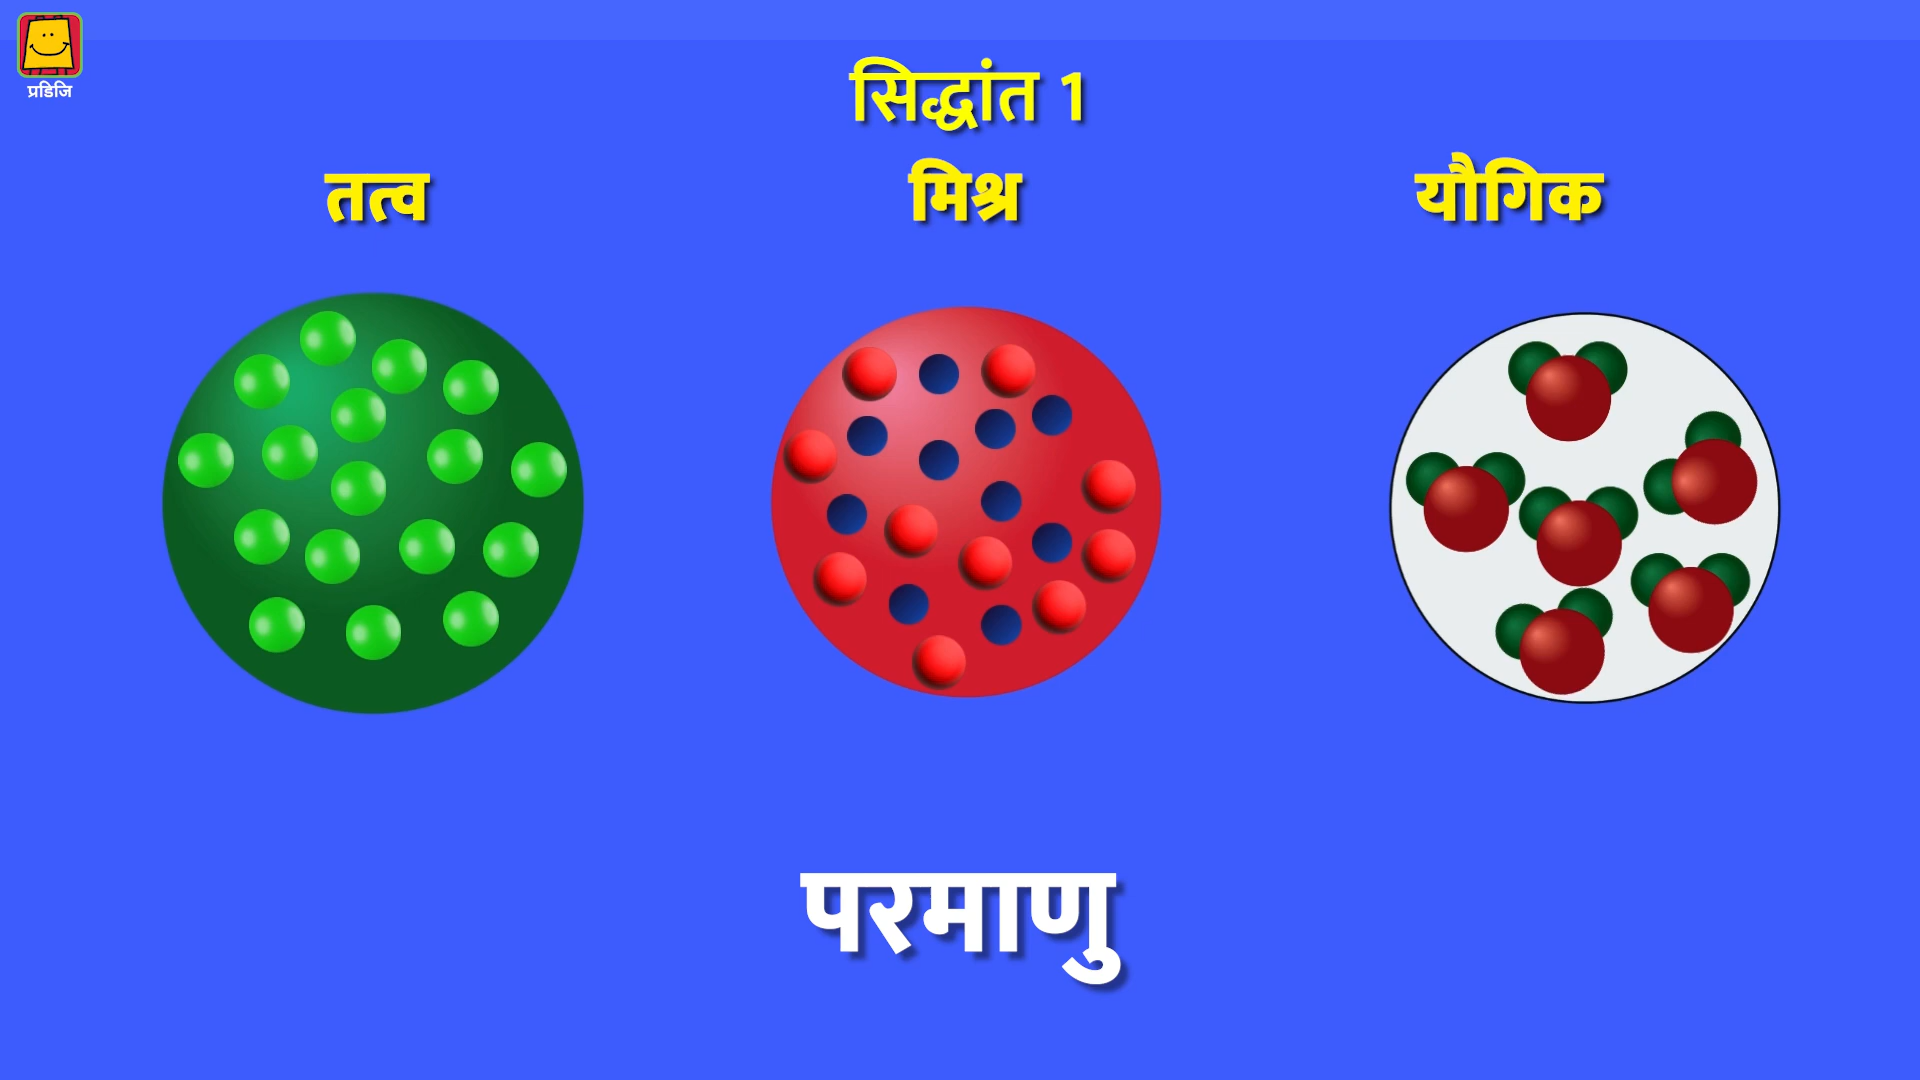 प्रडिजि
सिद्धांत 1
तत्व
मिश्र
यौगिक
परमाणु